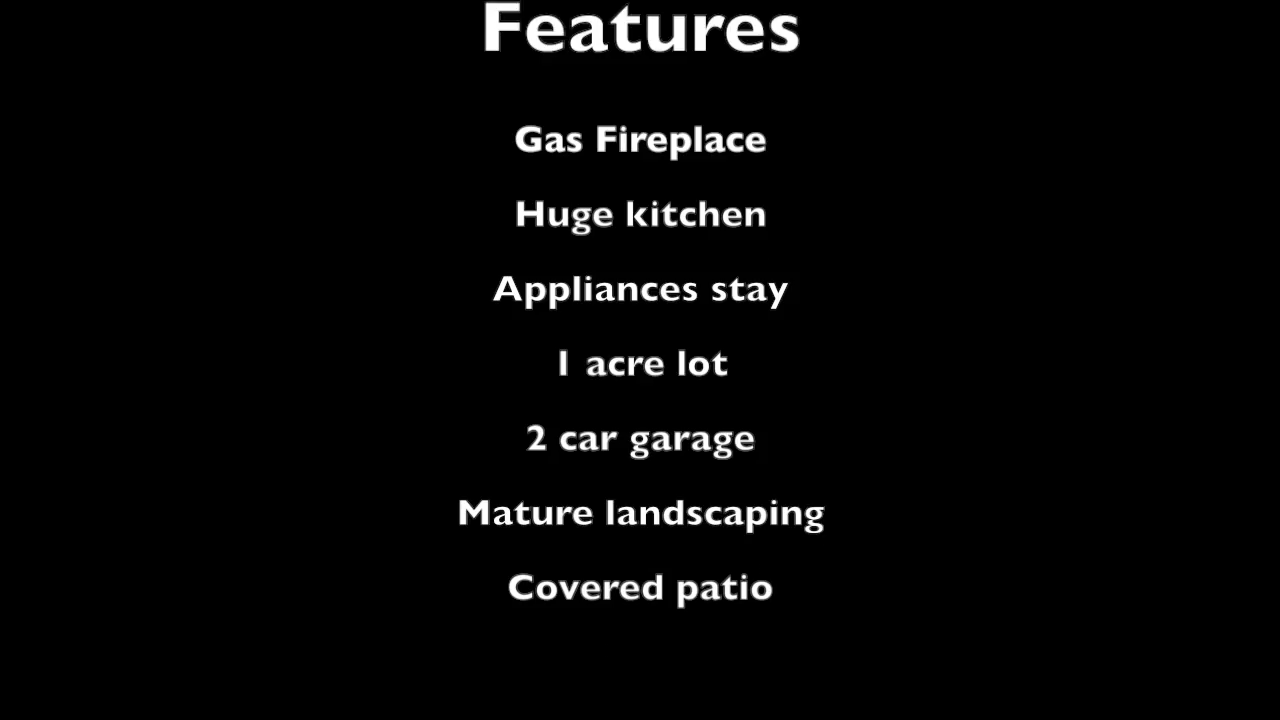 Features
Gas Fireplace
Huge kitchen
Appliances stay
1 acre lot
2 car garage
Mature landscaping
Covered patio